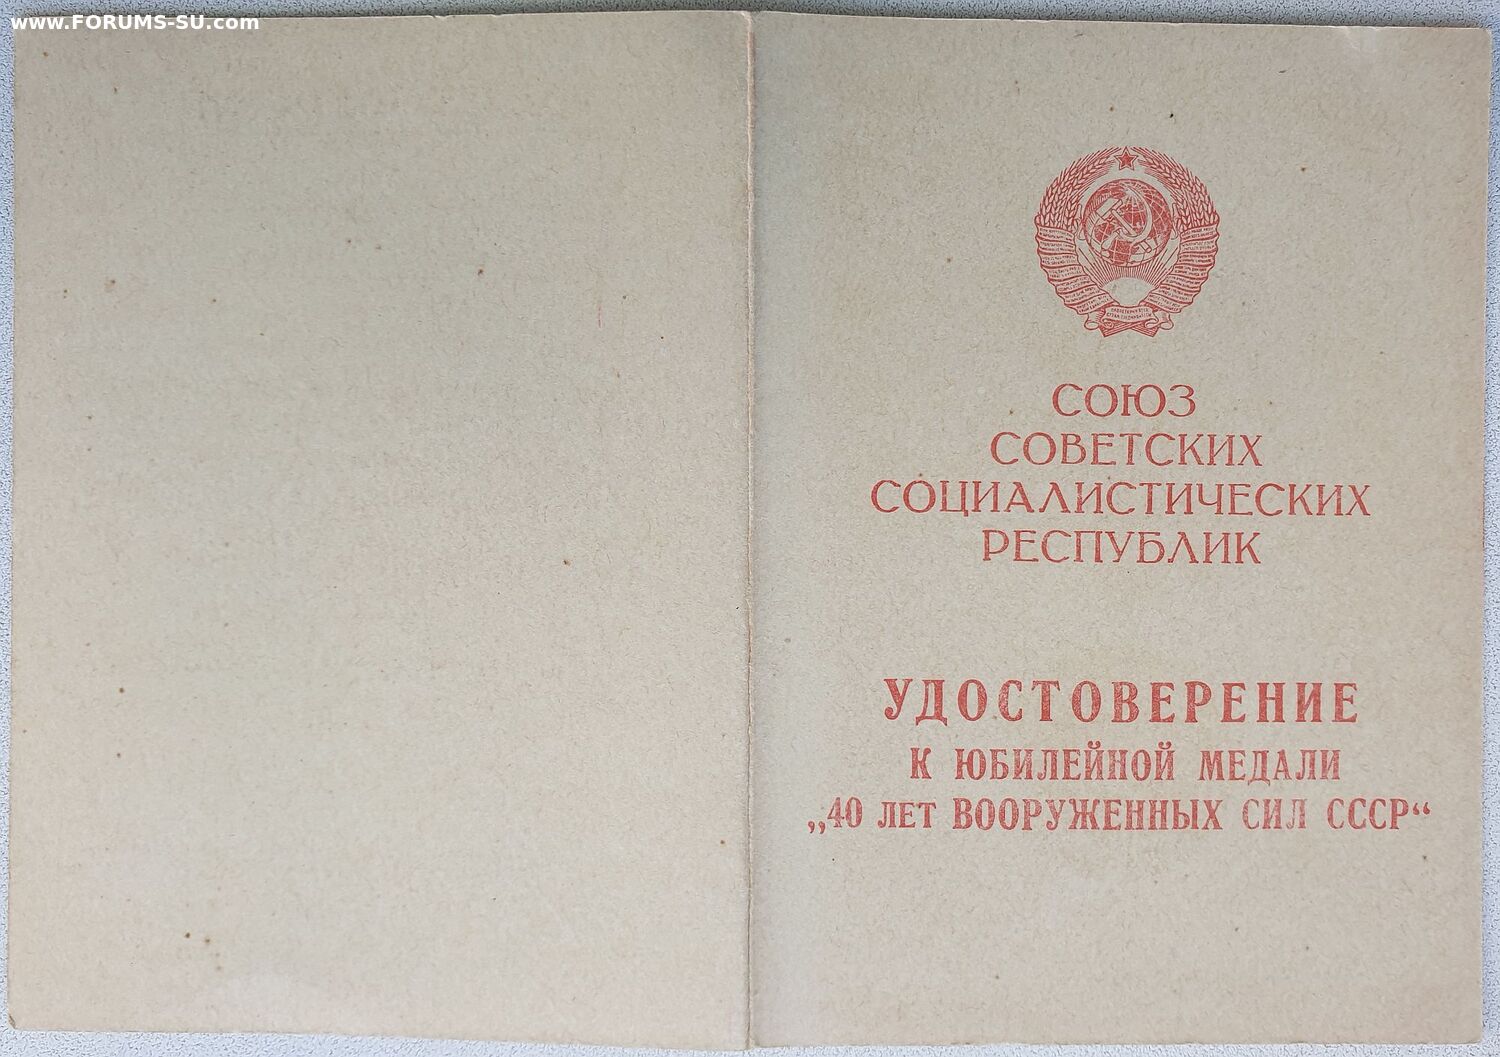 www.FORUMS-SU.com
СОЮЗ
СОВЕТСКИХ
СОЦИАЛИСТИЧЕСКИХ
РЕСПУБЛИК
УДОСТОВЕРЕНИЕ
К ЮБИЛЕЙНОЙ МЕДАЛИ
„40 ЛЕТ ВООРУЖЕННЫХ СИЛ СССР“